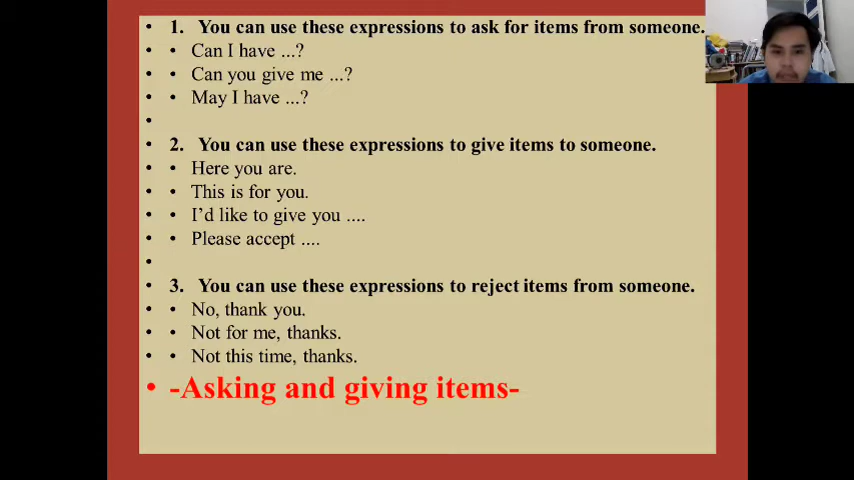 • 1. You can use these expressions to ask for items from someone.
• • Can I have ...?
• • Can you give me ...?
• • May I have ...?
•
• 2. You can use these expressions to give items to someone.
• • Here you are.
• • This is for you.
• • I’d like to give you ....
• • Please accept ....
•
• 3. You can use these expressions to reject items from someone.
• • No, thank you.
• • Not for me, thanks.
• • Not this time, thanks.
• -Asking and giving items-